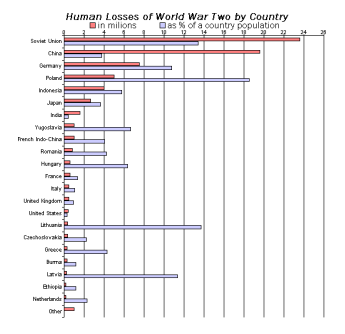 Human Losses of World War Two by Country
in milions as % of a country population
0 2 4 6 8 10 12 14 16 18 20 22 24 26
Soviet Union
China
Germany
Poland
Indonesia
Japan
India
Yugoslavia
French Indo-China
Romania
Hungary
France
Italy
United Kingdom
United States
Lithuania
Czechoslovakia
Greece
Burma
Latvia
Ethiopia
Netherlands
Other